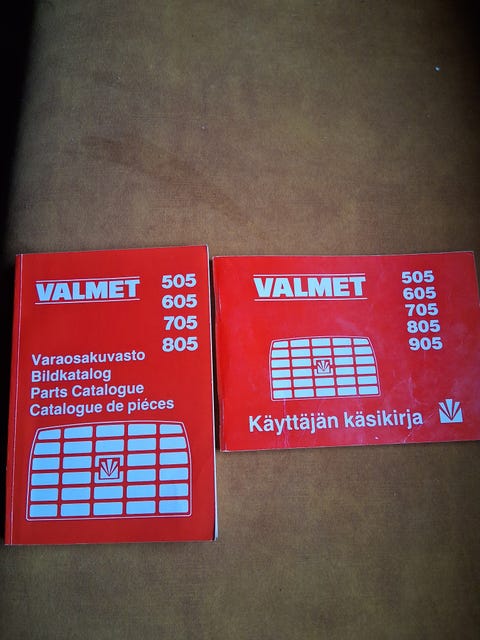 VALMET
505
605
705
805
Varaosakuvasto
Bildkatalog
Parts Catalogue
Catalogue de piéces
VALMET
505
605
705
805
905
Käyttäjän käsikirja